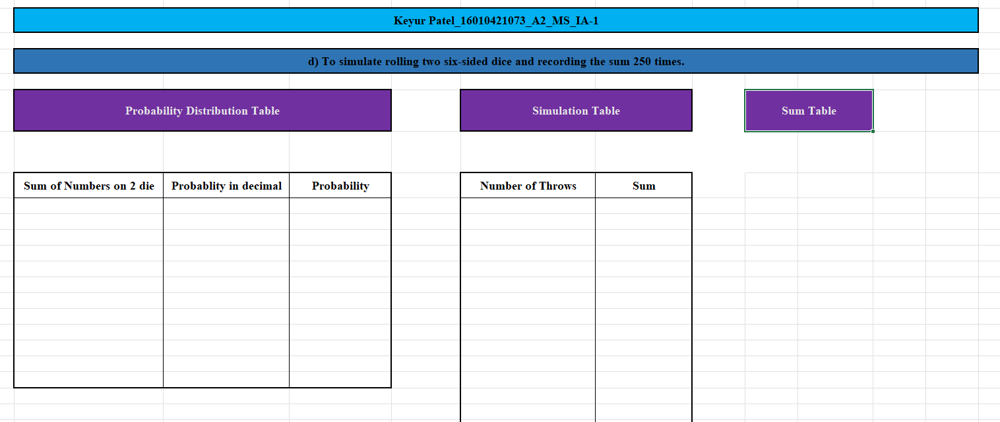 Keyur Patel_16010421073_A2_MS_IA-1
d) To simulate rolling two six-sided dice and recording the sum 250 times.
Probability Distribution Table
Simulation Table
Sum Table
Sum of Numbers on 2 die
Probablity in decimal
Probability
Number of Throws
Sum